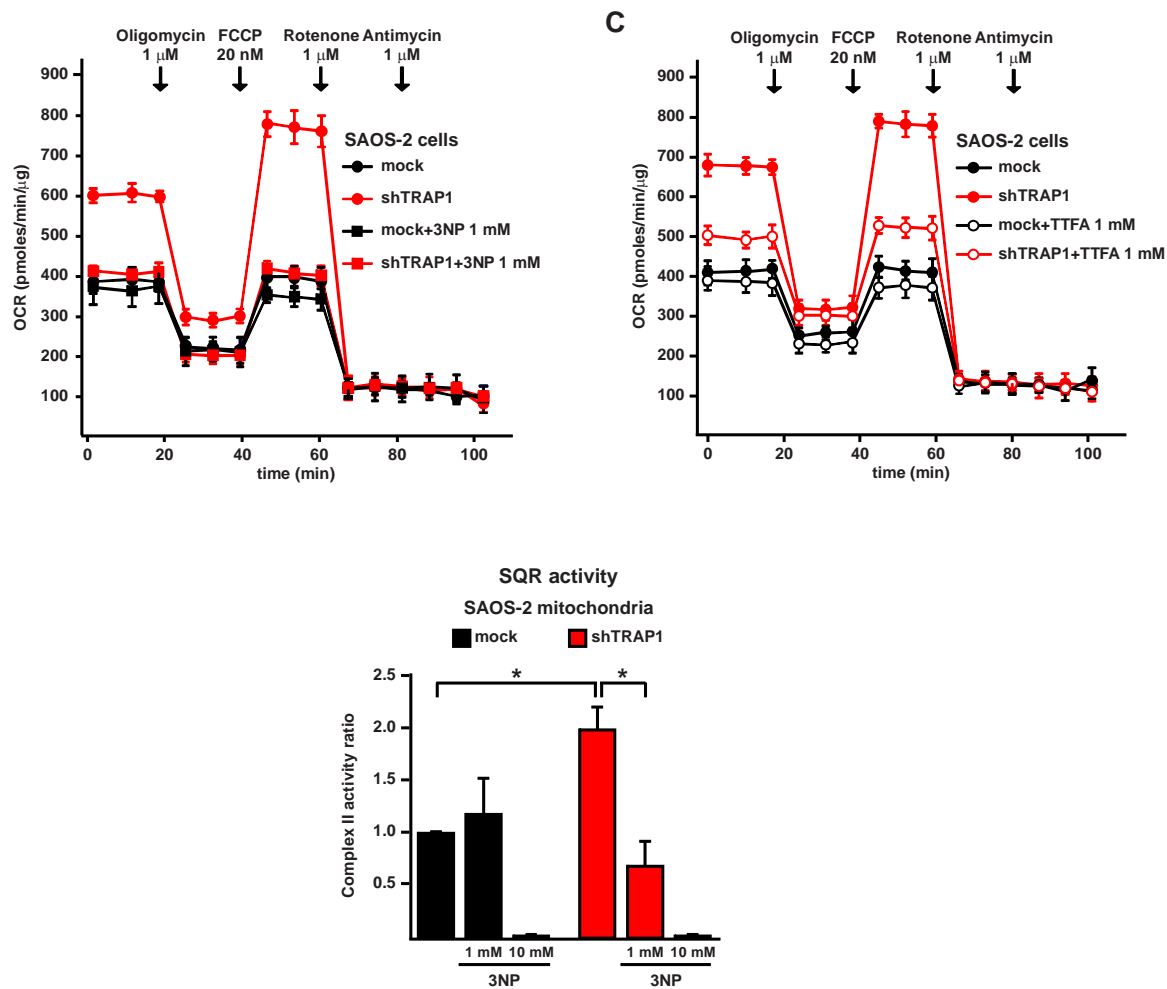 Oligomycin FCCP Rotenone Antimycin
1 μM 20 nM 1 μM 1 μM
900
800
700
600
500
400
300
200
100
OCR (pmoles/min/μg)
SAOS-2 cells
mock
shTRAP1
mock+3NP 1 mM
shTRAP1+3NP 1 mM
0 20 40 60 80 100
time (min)
C
Oligomycin FCCP Rotenone Antimycin
1 μM 20 nM 1 μM 1 μM
900
800
700
600
500
400
300
200
100
OCR (pmoles/min/μg)
SAOS-2 cells
mock
shTRAP1
mock+TTFA 1 mM
shTRAP1+TTFA 1 mM
0 20 40 60 80 100
time (min)
SQR activity
SAOS-2 mitochondria
mock shTRAP1
2.5
2.0
1.5
1.0
0.5
Complex II activity ratio
* *
1 mM 10 mM 1 mM 10 mM
3NP 3NP